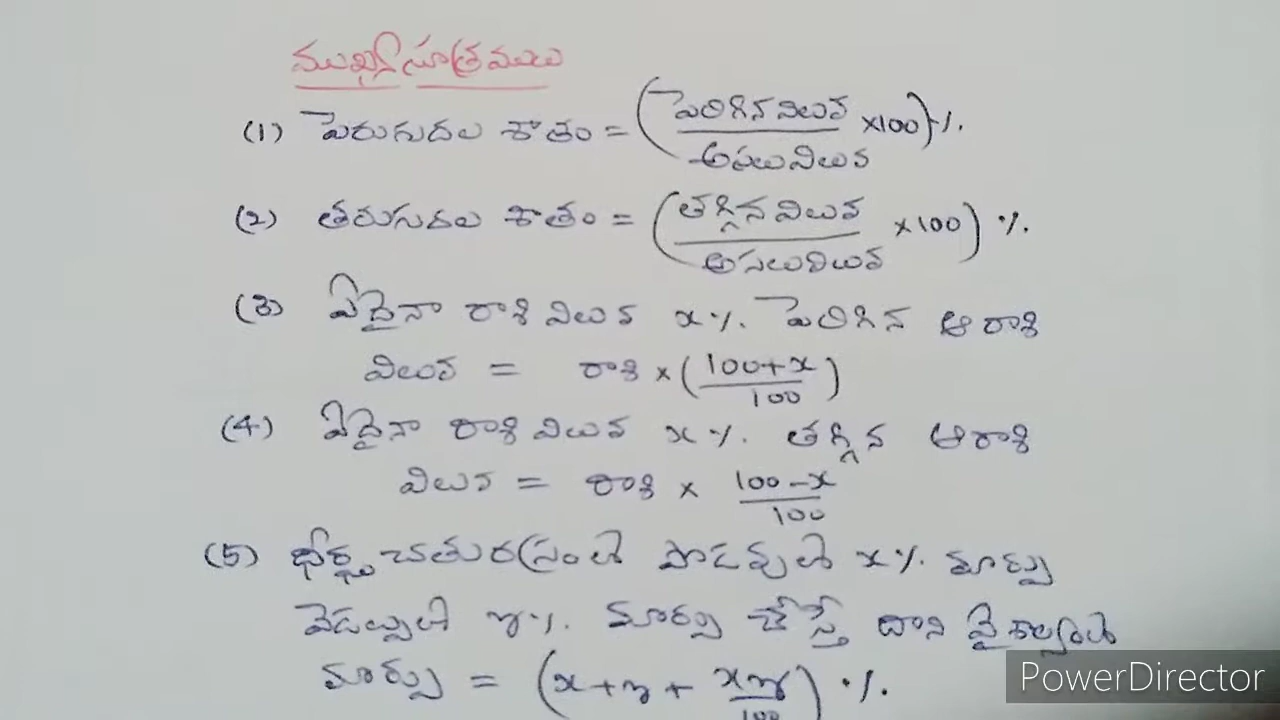 ముఖ్య సూత్రములు
(1) పెరుగుదల శాతం = (పెరిగిన విలువ / అసలు విలువ ×100) %.
(2) తరుగుదల శాతం = (తగ్గిన విలువ / అసలు విలువ ×100) %.
(3) ఏదైనా రాశి విలువ x%. పెరిగిన ఆ రాశి
విలువ = రాశి × (100+x / 100)
(4) ఏదైనా రాశి విలువ x%. తగ్గిన ఆ రాశి
విలువ = రాశి × 100-x / 100
(5) ధీర్ఘ చతురస్రంలో పొడవులో x%. మార్పు
వెడల్పులో y%. మార్పు చేస్తే దాని వైశాల్యంలో
మార్పు = (x+y+ xy / 100) %.
PowerDirector